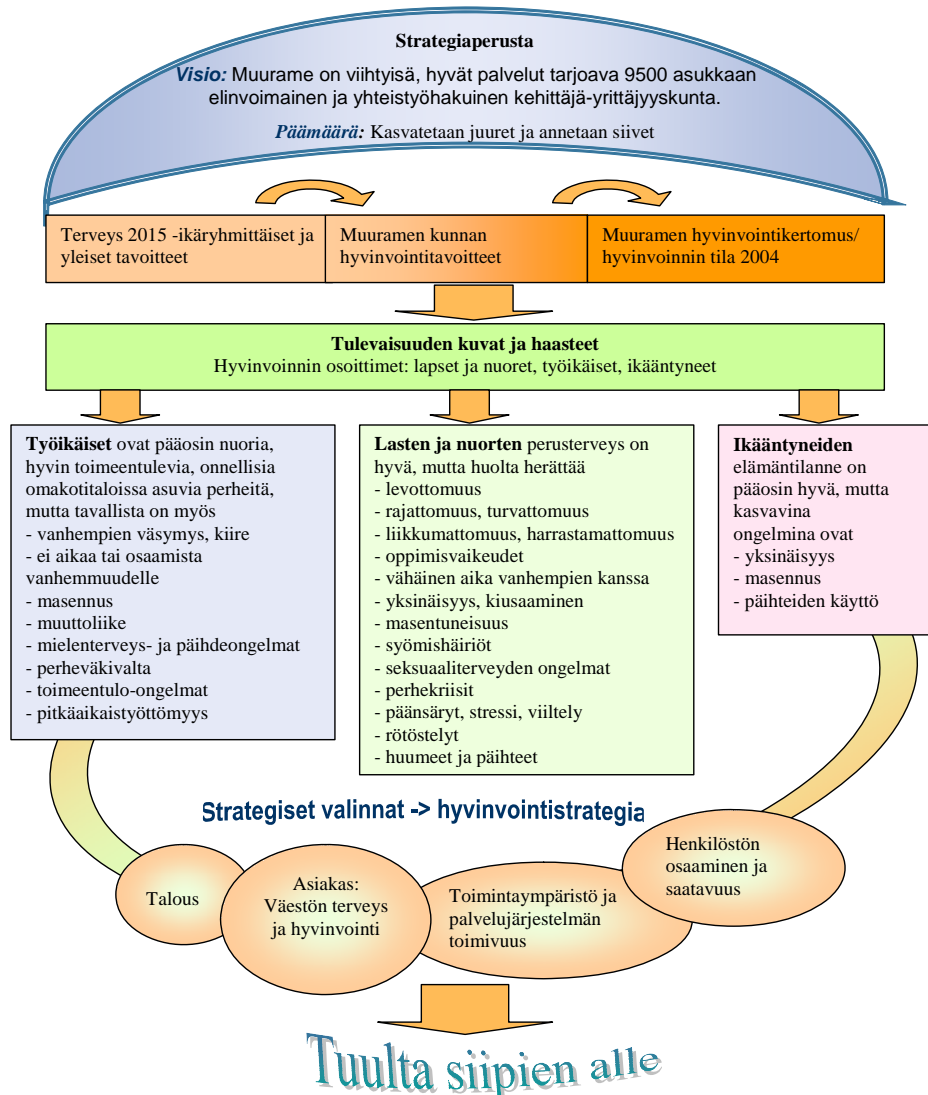 Strategiaperusta
Visio: Muurame on viihtyisä, hyvät palvelut tarjoava 9500 asukkaan
elinvoimainen ja yhteistyöhakuinen kehittäjä-yrittäjyyskunta.
Päämäärä: Kasvatetaan juuret ja annetaan siivet
Terveys 2015 -ikäryhmittäiset ja
yleiset tavoitteet
Muuramen kunnan
hyvinvointitavoitteet
Muuramen hyvinvointikertomus/
hyvinvoinnin tila 2004
Tulevaisuuden kuvat ja haasteet
Hyvinvoinnin osoittimet: lapset ja nuoret, työikäiset, ikääntyneet
Työikäiset ovat pääosin nuoria,
hyvin toimeentulevia, onnellisia
omakotitaloissa asuvia perheitä,
mutta tavallista on myös
- vanhempien väsymys, kiire
- ei aikaa tai osaamista
vanhemmuudelle
- masennus
- muuttoliike
- mielenterveys- ja päihdeongelmat
- perheväkivalta
- toimeentulo-ongelmat
- pitkäaikaistyöttömyys
Lasten ja nuorten perusterveys on
hyvä, mutta huolta herättää
- levottomuus
- rajattomuus, turvattomuus
- liikkumattomuus, harrastamattomuus
- oppimisvaikeudet
- vähäinen aika vanhempien kanssa
- yksinäisyys, kiusaaminen
- masentuneisuus
- syömishäiriöt
- seksuaaliterveyden ongelmat
- perhekriisit
- päänsäryt, stressi, viiltely
- rötöstelyt
- huumeet ja päihteet
Ikääntyneiden
elämäntilanne on
pääosin hyvä, mutta
kasvavina
ongelmina ovat
- yksinäisyys
- masennus
- päihteiden käyttö
Strategiset valinnat -> hyvinvointistrategia
Talous
Asiakas:
Väestön terveys
ja hyvinvointi
Toimintaympäristö ja
palvelujärjestelmän
toimivuus
Henkilöstön
osaaminen ja
saatavuus
Tuulta siipien alle